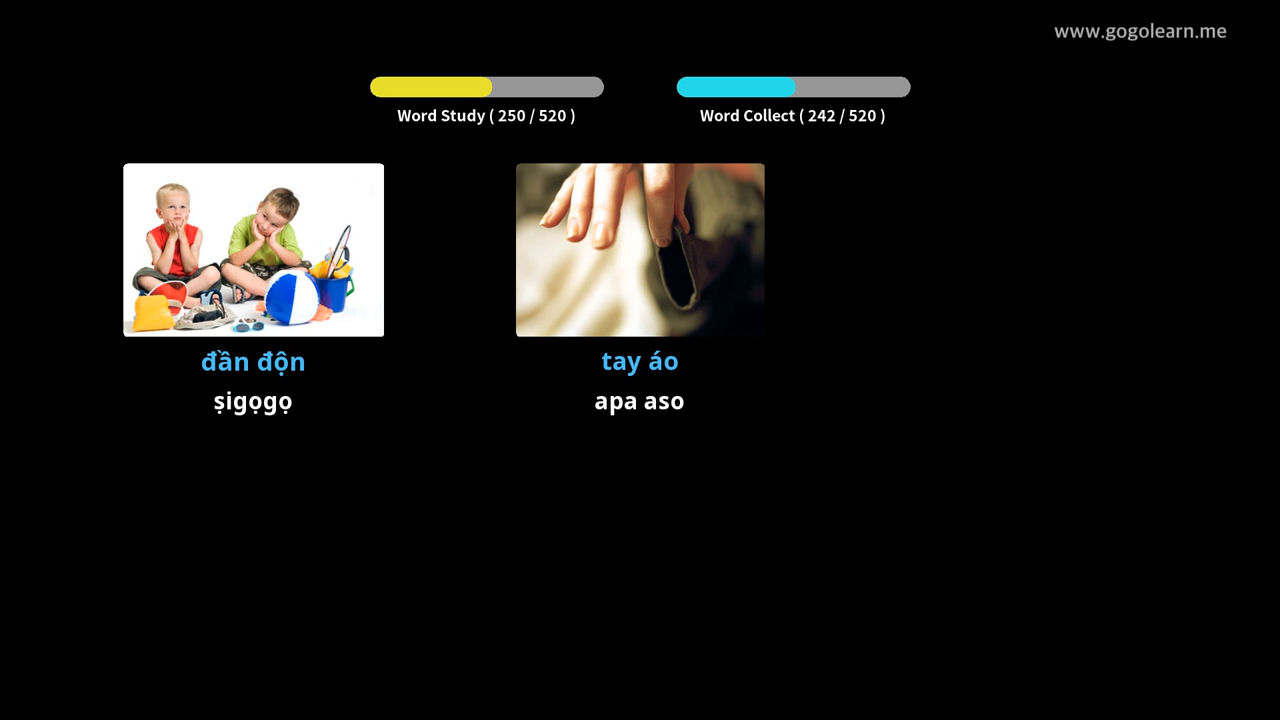 www.gogolearn.me
Word Study ( 250 / 520 )
Word Collect ( 242 / 520 )
đần độn
ṣigọgọ
tay áo
apa aso